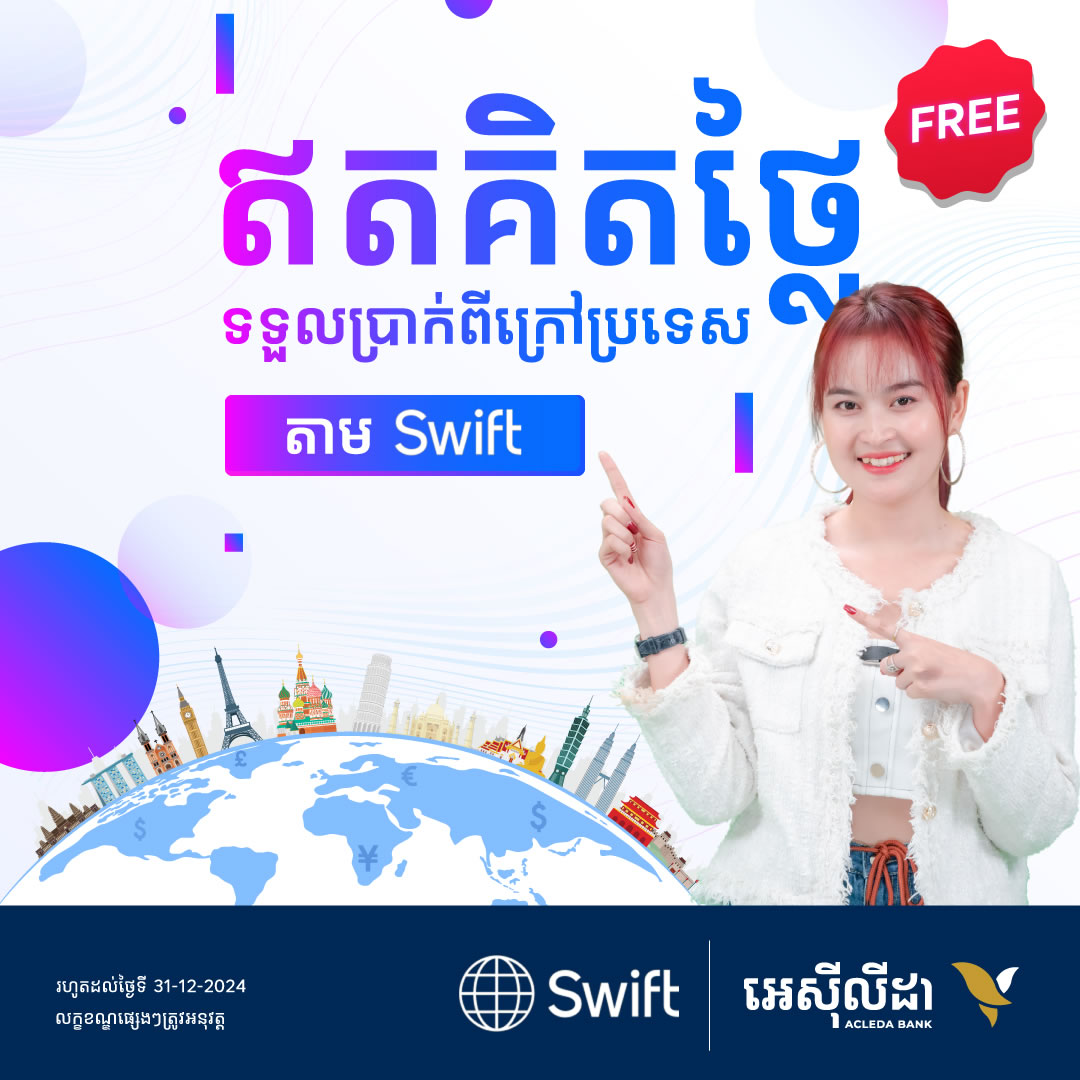 FREE
ឥតគិតថ្លៃ
ទទួលប្រាក់ពីក្រៅប្រទេស
តាម Swift
£
€
$
$
¥
រហូតដល់ថ្ងៃទី 31-12-2024
លក្ខខណ្ឌផ្សេងៗត្រូវអនុវត្ត
Swift
អេស៊ីលីដា
ACLEDA BANK